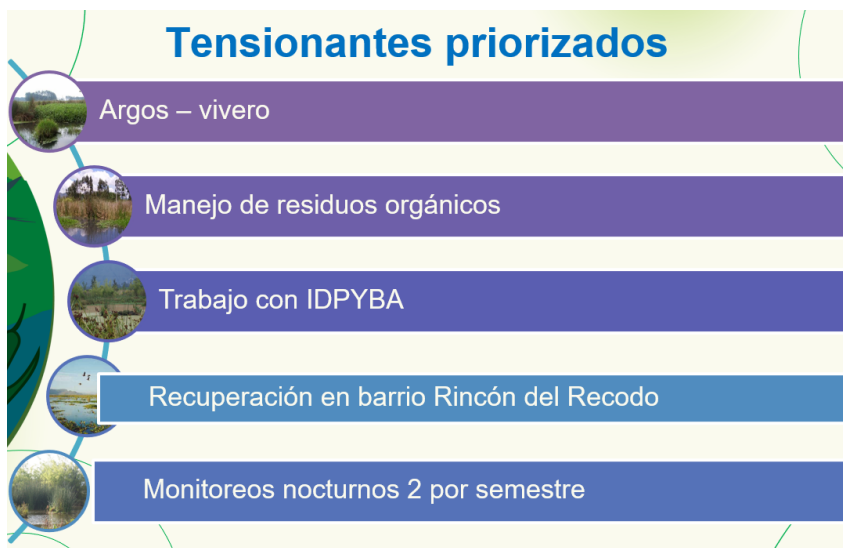 Tensionantes priorizados
Argos – vivero
Manejo de residuos orgánicos
Trabajo con IDPYBA
Recuperación en barrio Rincón del Recodo
Monitoreos nocturnos 2 por semestre